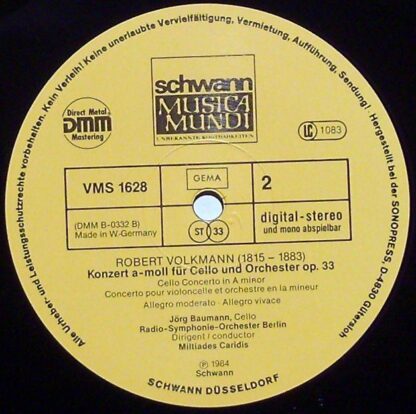 Alle Urheber- und Leistungsschutzrechte vorbehalten. Kein Verleih! Keine unerlaubte Vervielfältigung, Vermietung, Aufführung, Sendung! Hergestellt bei der SONOPRESS, D-4830 Gütersloh
schwann
MUSICA
MUNDI
UNBEKANNTE KOSTBARKEITEN
Direct Metal
Dmm
Mastering
LC 1083
VMS 1628
GEMA
2
(DMM B-0332 B)
Made in W.Germany
ST 33
digital-stereo
und mono abspielbar
ROBERT VOLKMANN (1815 - 1883)
Konzert a-moll für Cello und Orchester op. 33
Cello Concerto in A minor
Concerto pour violoncelle et orchestre en la mineur
Allegro moderato - Allegro vivace
Jörg Baumann, Cello
Radio-Symphonie-Orchester Berlin
Dirigent / conductor
Miltiades Caridis
℗ 1984
Schwann
SCHWANN DÜSSELDORF